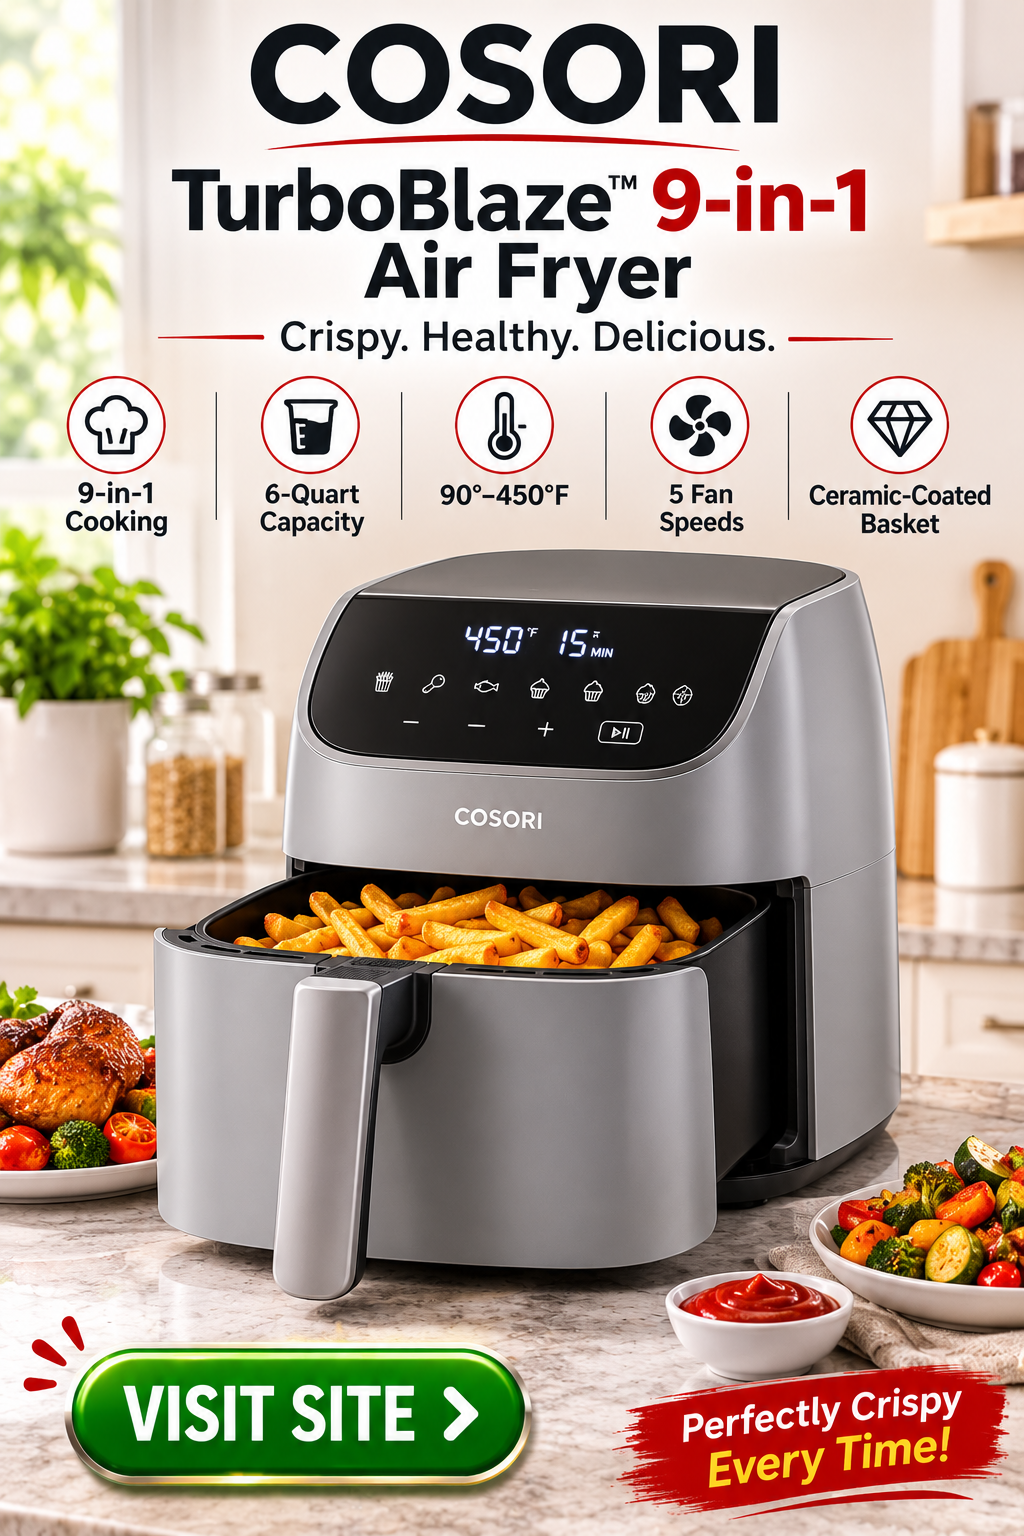 COSORI
TurboBlaze™ 9-in-1
Air Fryer
Crispy. Healthy. Delicious.
9-in-1
Cooking
6-Quart
Capacity
90°–450°F
5 Fan
Speeds
Ceramic-Coated
Basket
450°F 15 MIN
COSORI
VISIT SITE
Perfectly Crispy
Every Time!